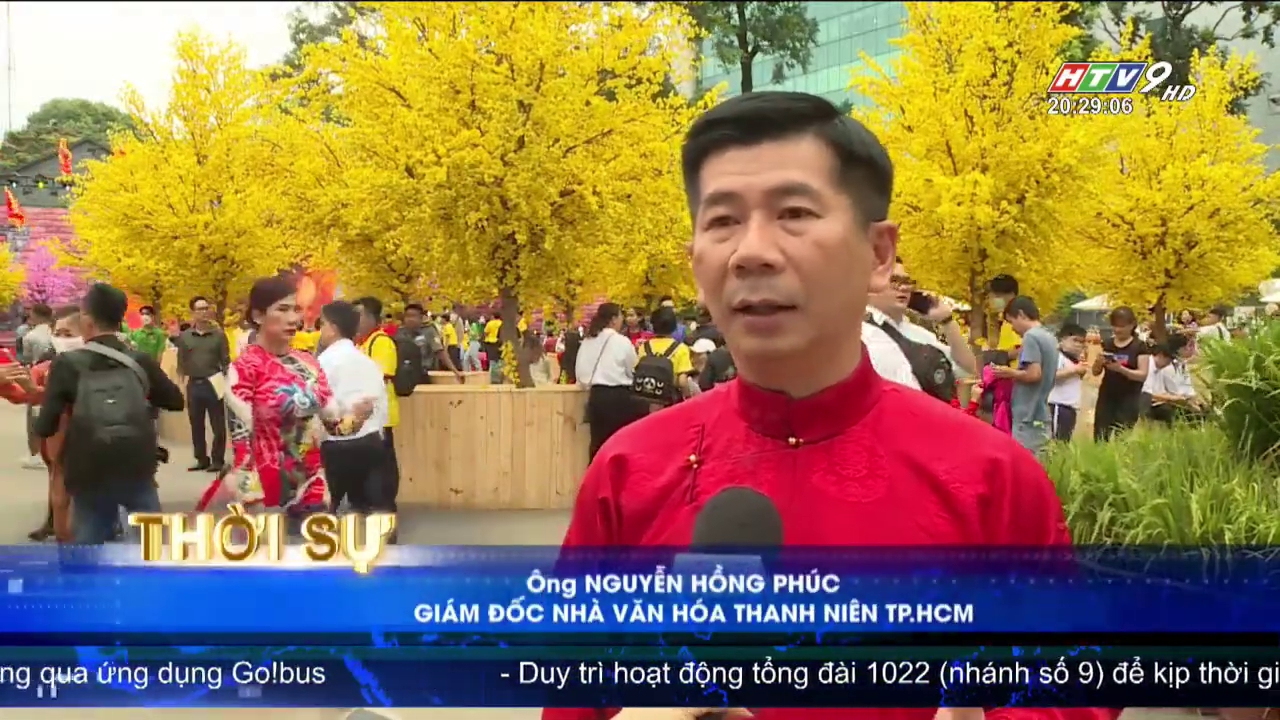 HTV9 HD
20:29:06
THỜI SỰ
Ông NGUYỄN HỒNG PHÚC
GIÁM ĐỐC NHÀ VĂN HÓA THANH NIÊN TP.HCM
ng qua ứng dụng Go!bus - Duy trì hoạt động tổng đài 1022 (nhánh số 9) để kịp thời gi